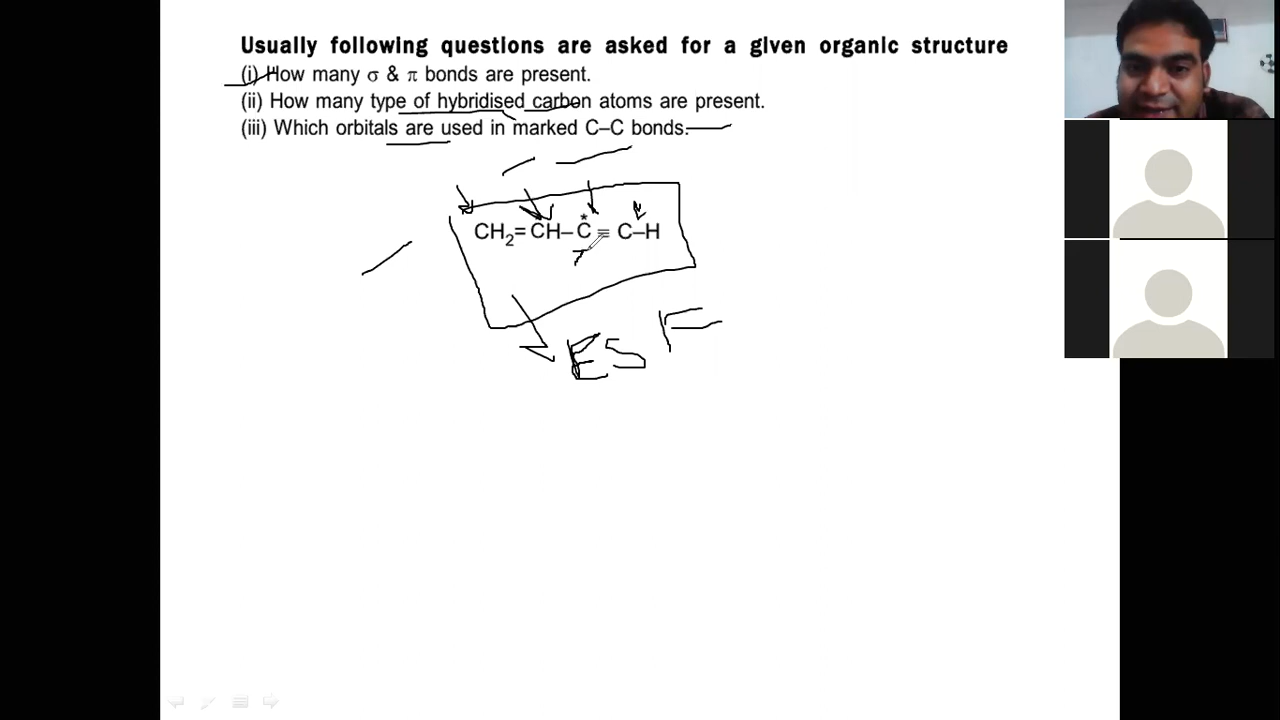 Usually following questions are asked for a given organic structure
(i) How many σ & π bonds are present.
(ii) How many type of hybridised carbon atoms are present.
(iii) Which orbitals are used in marked C–C bonds.
CH₂= CH– C* ≡ C–H
ES F